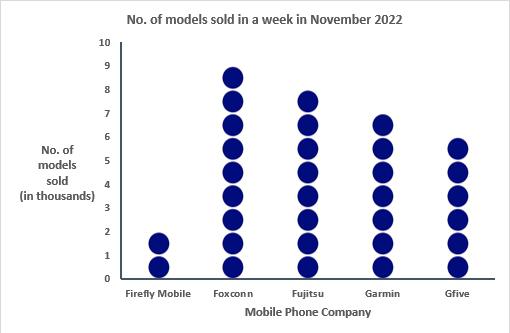 No. of models sold in a week in November 2022
10
9
8
7
6
5
4
3
2
1
0
No. of
models
sold
(in thousands)
Firefly Mobile
Foxconn
Fujitsu
Garmin
Gfive
Mobile Phone Company